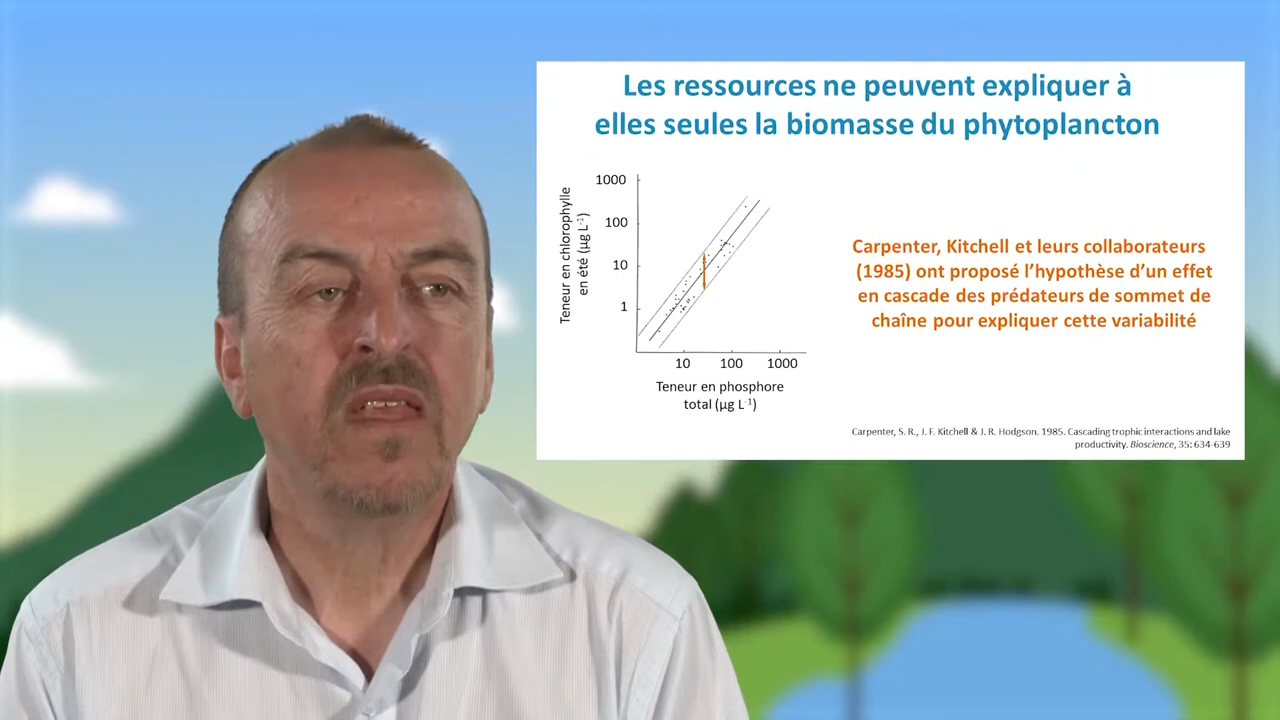 Les ressources ne peuvent expliquer à
elles seules la biomasse du phytoplancton
Teneur en chlorophylle
en été (µg L-1)
1000
100
10
1
10 100 1000
Teneur en phosphore
total (µg L-1)
Carpenter, Kitchell et leurs collaborateurs
(1985) ont proposé l’hypothèse d’un effet
en cascade des prédateurs de sommet de
chaîne pour expliquer cette variabilité
Carpenter, S. R., J. F. Kitchell & J. R. Hodgson. 1985. Cascading trophic interactions and lake
productivity. Bioscience, 35: 634-639